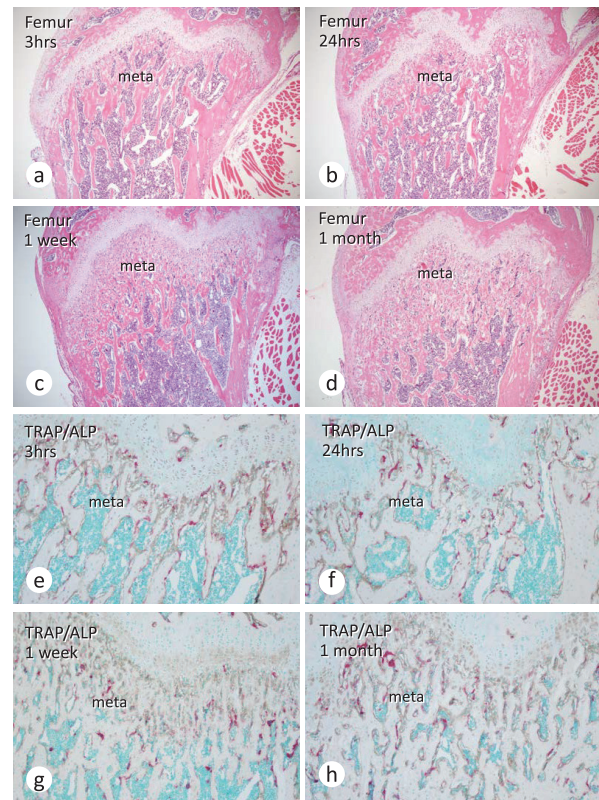 Femur
3hrs
meta
a
Femur
24hrs
meta
b
Femur
1 week
meta
c
Femur
1 month
meta
d
TRAP/ALP
3hrs
meta
e
TRAP/ALP
24hrs
meta
f
TRAP/ALP
1 week
meta
g
TRAP/ALP
1 month
meta
h